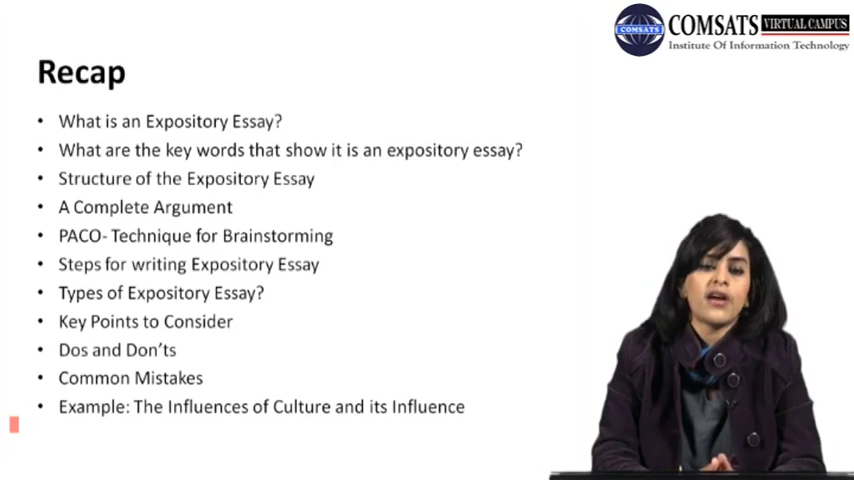 COMSATS VIRTUAL CAMPUS
COMSATS
Institute Of Information Technology
Recap
• What is an Expository Essay?
• What are the key words that show it is an expository essay?
• Structure of the Expository Essay
• A Complete Argument
• PACO- Technique for Brainstorming
• Steps for writing Expository Essay
• Types of Expository Essay?
• Key Points to Consider
• Dos and Don'ts
• Common Mistakes
• Example: The Influences of Culture and its Influence